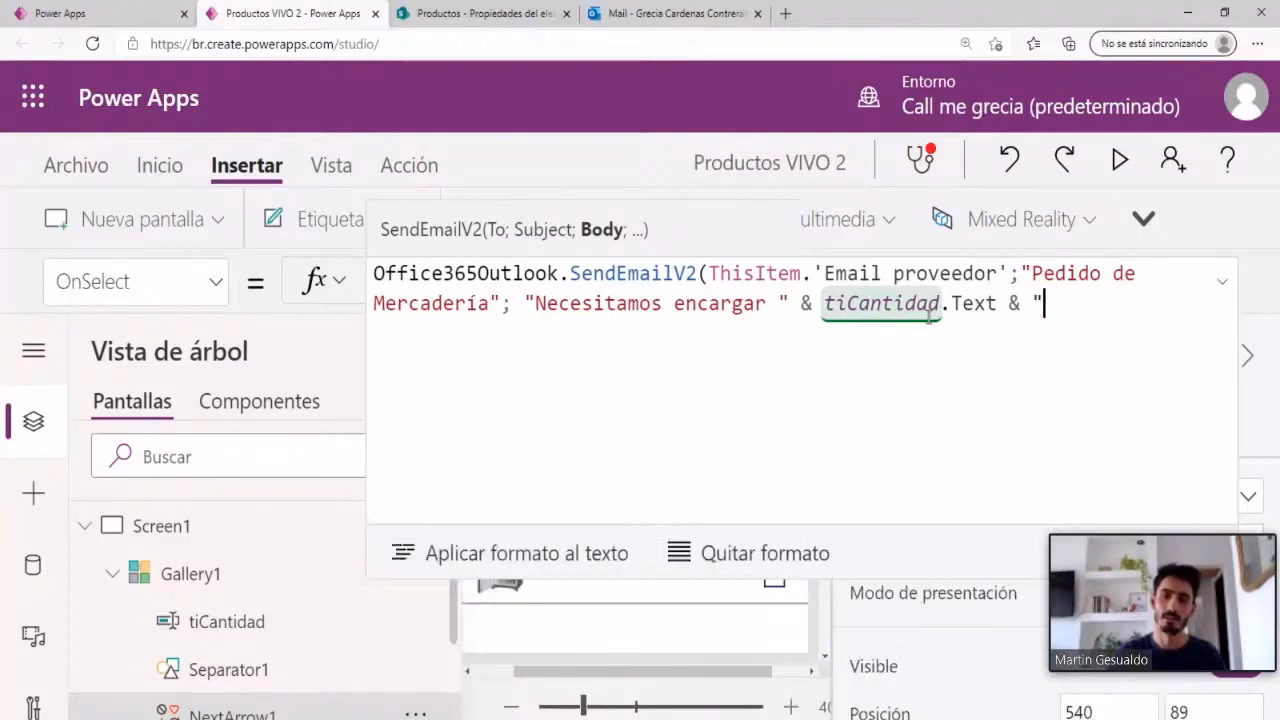 Power Apps
Productos VIVO 2 - Power Apps
Productos - Propiedades del ele
Mail - Grecia Cardenas Contrera
https://br.create.powerapps.com/studio/
No se está sincronizando
Power Apps
Entorno
Call me grecia (predeterminado)
Archivo Inicio Insertar Vista Acción
Productos VIVO 2
Nueva pantalla
Etiqueta
ultimedia
Mixed Reality
SendEmailV2(To; Subject; Body; ...)
OnSelect = fx
Office365Outlook.SendEmailV2(ThisItem.'Email proveedor';"Pedido de
Mercadería"; "Necesitamos encargar " & tiCantidad.Text & "
Vista de árbol
Pantallas Componentes
Buscar
Screen1
Gallery1
tiCantidad
Separator1
NextArrow1
Aplicar formato al texto
Quitar formato
Modo de presentación
Visible
Posición
540
89
40
Martin Gesualdo